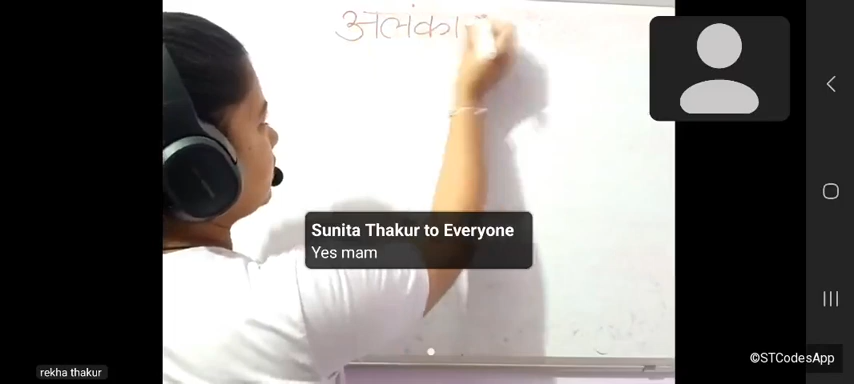 अलंका
Sunita Thakur to Everyone
Yes mam
©STCodesApp
rekha thakur